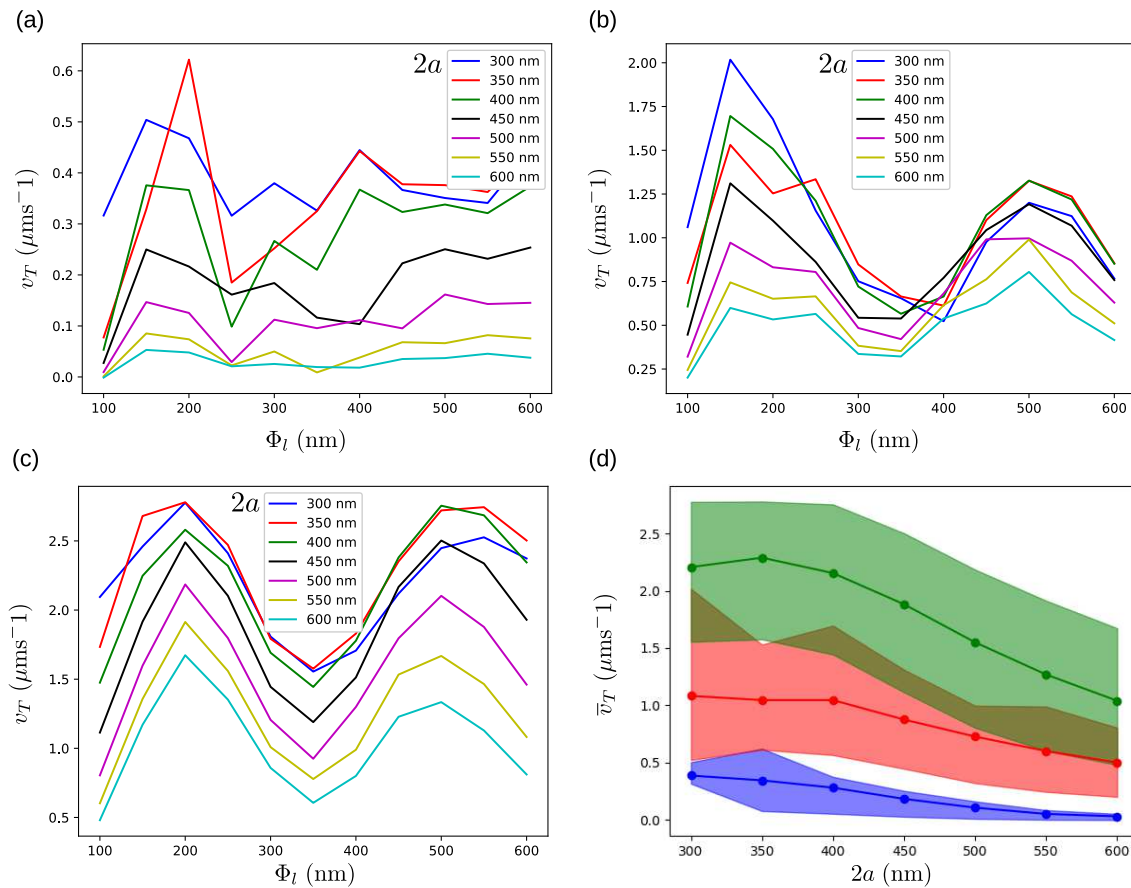 (a)
0.6
0.5
0.4
0.3
0.2
0.1
0.0
v_T (μms−1)
100 200 300 400 500 600
Φ_l (nm)
2a
300 nm
350 nm
400 nm
450 nm
500 nm
550 nm
600 nm
(b)
2.00
1.75
1.50
1.25
1.00
0.75
0.50
0.25
v_T (μms−1)
100 200 300 400 500 600
Φ_l (nm)
2a
300 nm
350 nm
400 nm
450 nm
500 nm
550 nm
600 nm
(c)
2.5
2.0
1.5
1.0
0.5
v_T (μms−1)
100 200 300 400 500 600
Φ_l (nm)
2a
300 nm
350 nm
400 nm
450 nm
500 nm
550 nm
600 nm
(d)
2.5
2.0
1.5
1.0
0.5
0.0
v̅_T (μms−1)
300 350 400 450 500 550 600
2a (nm)